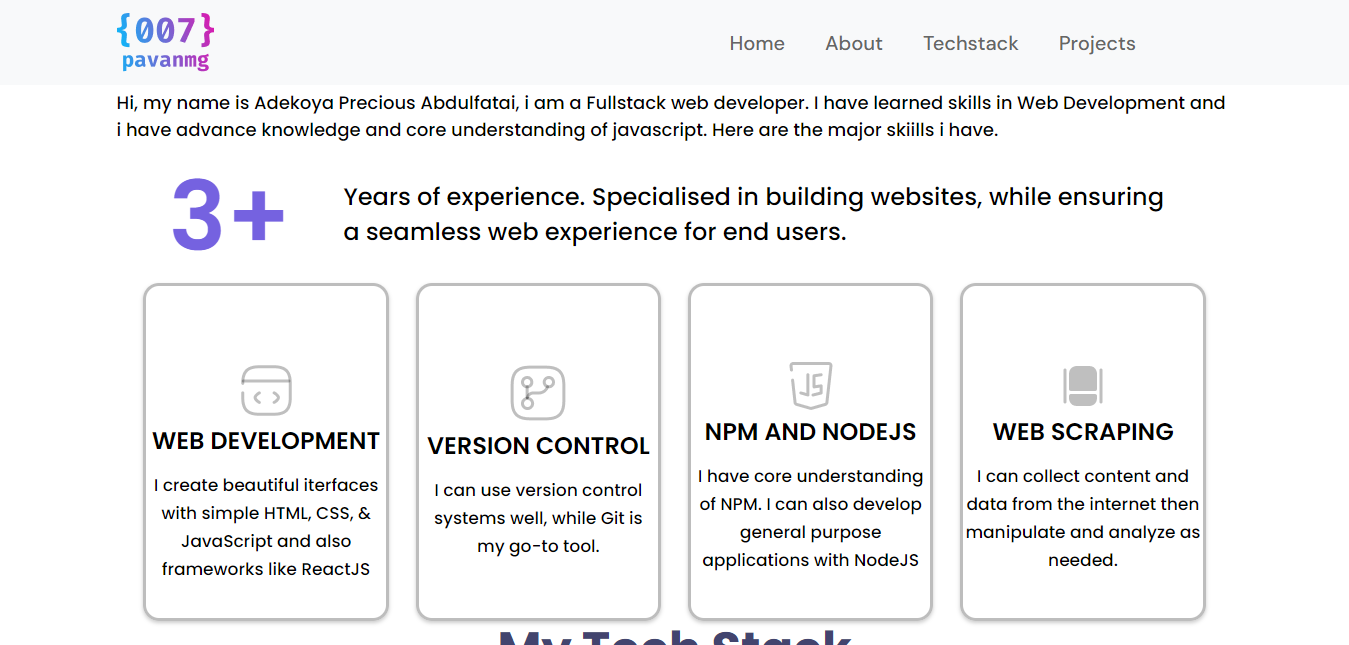 {007}
pavanmg
Home About Techstack Projects
Hi, my name is Adekoya Precious Abdulfatai, i am a Fullstack web developer. I have learned skills in Web Development and
i have advance knowledge and core understanding of javascript. Here are the major skiills i have.
3+
Years of experience. Specialised in building websites, while ensuring
a seamless web experience for end users.
WEB DEVELOPMENT
I create beautiful iterfaces
with simple HTML, CSS, &
JavaScript and also
frameworks like ReactJS
VERSION CONTROL
I can use version control
systems well, while Git is
my go-to tool.
JS
NPM AND NODEJS
I have core understanding
of NPM. I can also develop
general purpose
applications with NodeJS
WEB SCRAPING
I can collect content and
data from the internet then
manipulate and analyze as
needed.
My Tech Stack